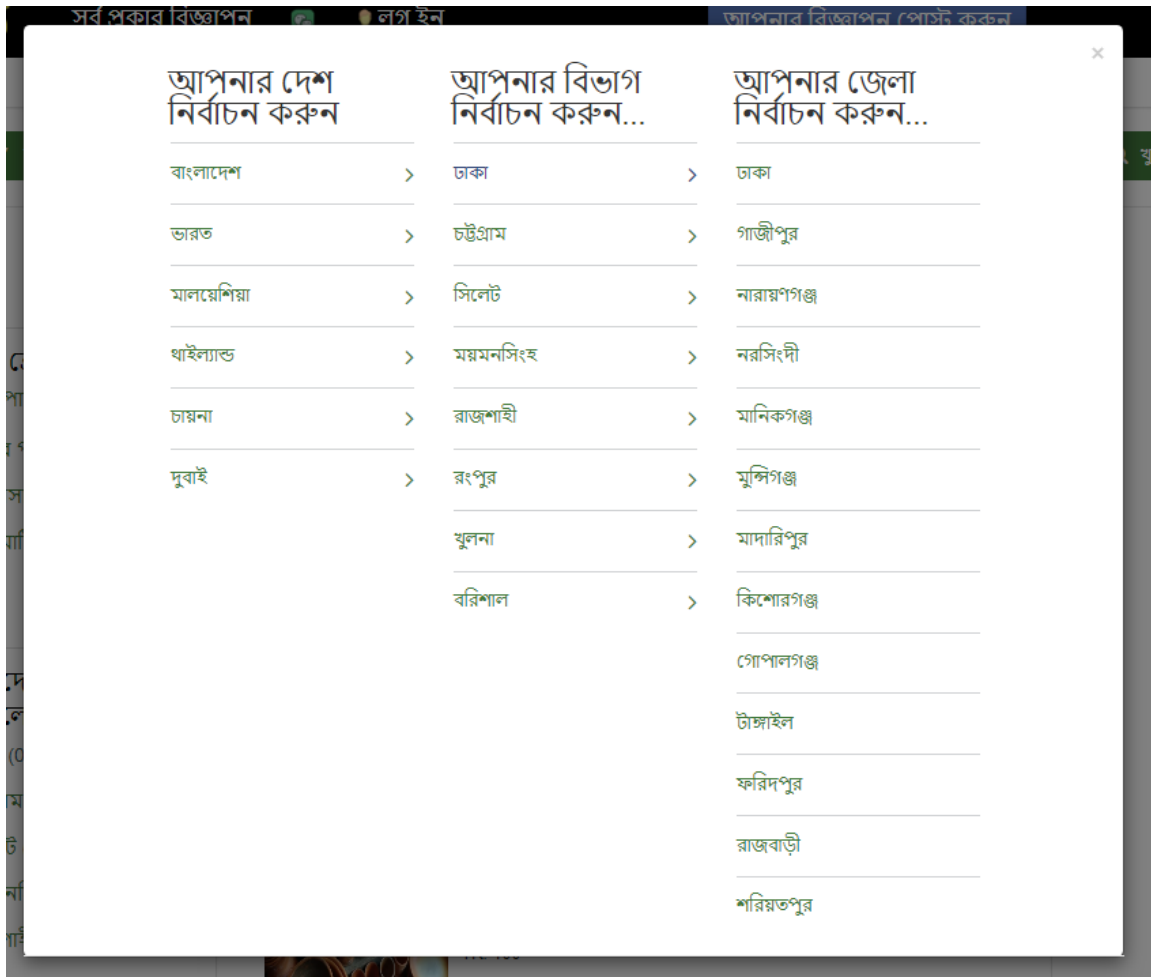 সর্ব প্রকার বিজ্ঞাপন
লগ ইন
আপনার বিজ্ঞাপন পোস্ট করুন
×
আপনার দেশ
নির্বাচন করুন
বাংলাদেশ
ভারত
মালয়েশিয়া
থাইল্যান্ড
চায়না
দুবাই
আপনার বিভাগ
নির্বাচন করুন...
ঢাকা
চট্টগ্রাম
সিলেট
ময়মনসিংহ
রাজশাহী
রংপুর
খুলনা
বরিশাল
আপনার জেলা
নির্বাচন করুন...
ঢাকা
গাজীপুর
নারায়ণগঞ্জ
নরসিংদী
মানিকগঞ্জ
মুন্সিগঞ্জ
মাদারিপুর
কিশোরগঞ্জ
গোপালগঞ্জ
টাঙ্গাইল
ফরিদপুর
রাজবাড়ী
শরিয়তপুর